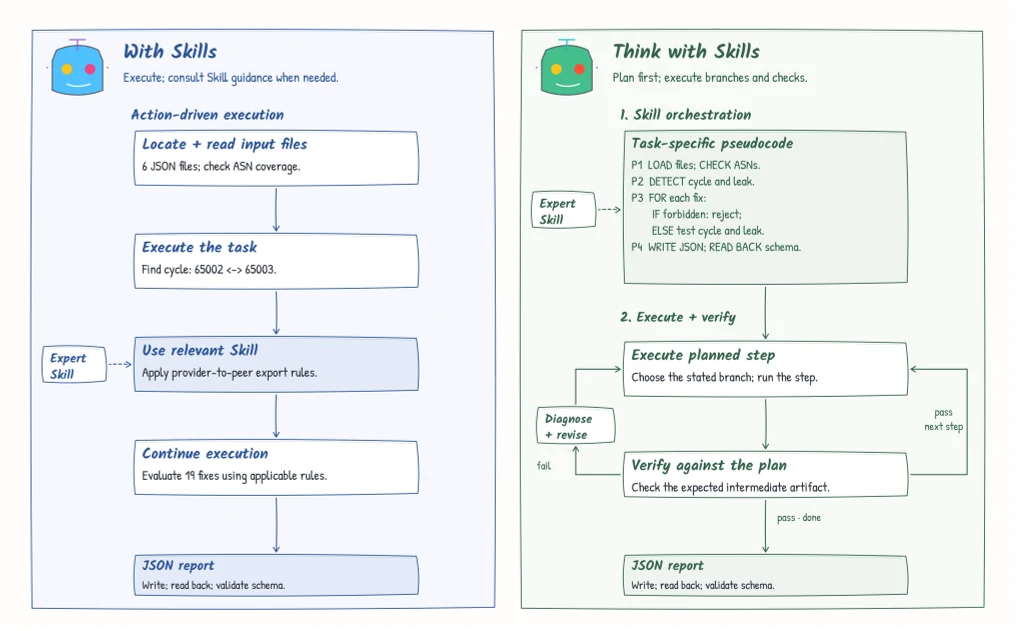 With Skills
Execute; consult Skill guidance when needed.
Action-driven execution
Locate + read input files
6 JSON files; check ASN coverage.
Execute the task
Find cycle: 65002 <-> 65003.
Expert
Skill
Use relevant Skill
Apply provider-to-peer export rules.
Continue execution
Evaluate 19 fixes using applicable rules.
JSON report
Write; read back; validate schema.
Think with Skills
Plan first; execute branches and checks.
1. Skill orchestration
Task-specific pseudocode
P1 LOAD files; CHECK ASNs.
P2 DETECT cycle and leak.
P3 FOR each fix:
IF forbidden: reject;
ELSE test cycle and leak.
P4 WRITE JSON; READ BACK schema.
Expert
Skill
2. Execute + verify
Execute planned step
Choose the stated branch; run the step.
Diagnose
+ revise
pass
next step
fail
Verify against the plan
Check the expected intermediate artifact.
pass · done
JSON report
Write; read back; validate schema.